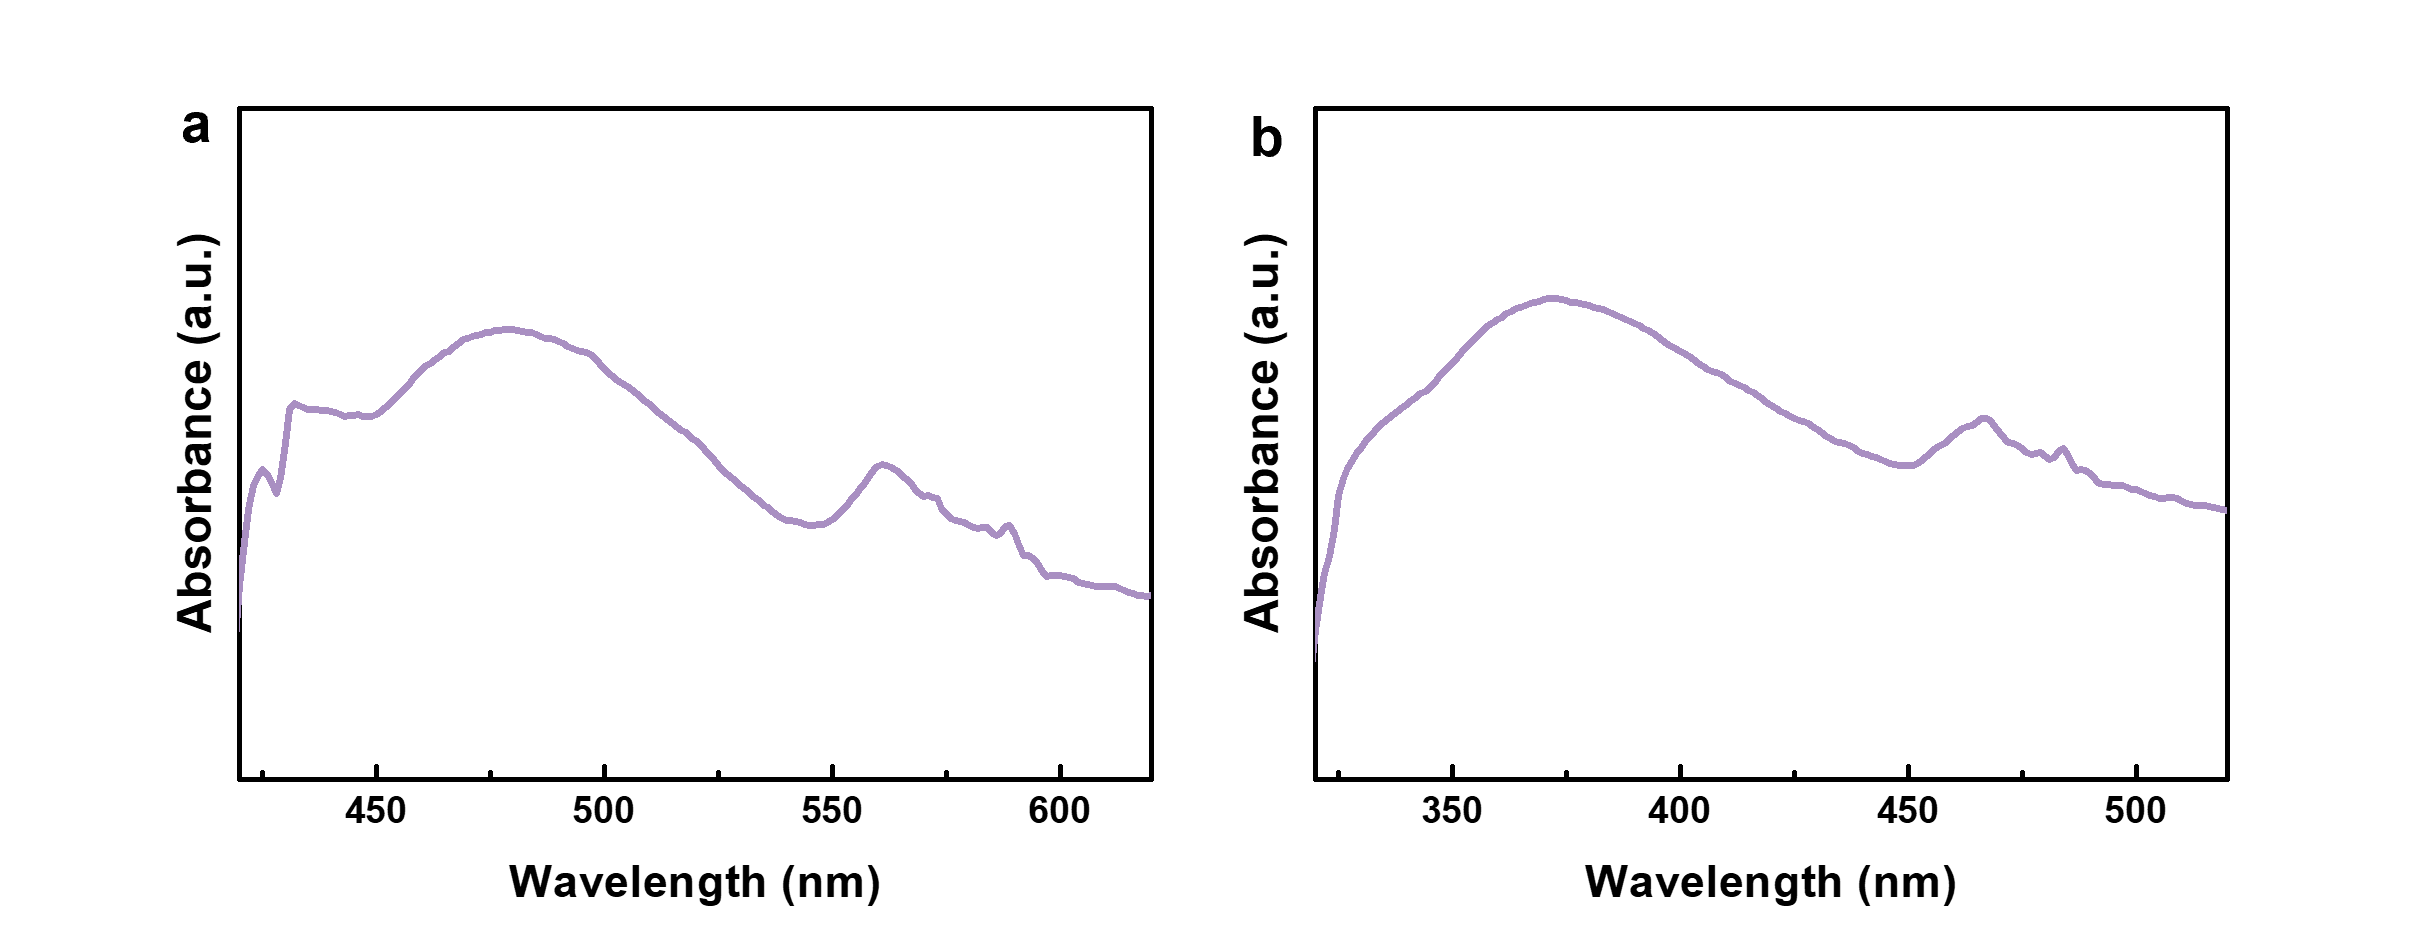 a
Absorbance (a.u.)
450 500 550 600
Wavelength (nm)
b
Absorbance (a.u.)
350 400 450 500
Wavelength (nm)